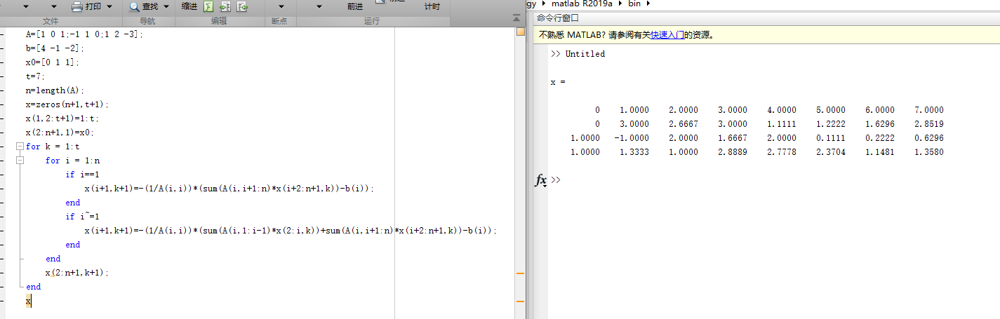 打印 查找 缩进 前进 计时
文件 导航 编辑 断点 运行
A=[1 0 1;-1 1 0;1 2 -3];
b=[4 -1 -2];
x0=[0 1 1];
t=7;
n=length(A);
x=zeros(n+1,t+1);
x(1,2:t+1)=1:t;
x(2:n+1,1)=x0;
for k = 1:t
for i = 1:n
if i==1
x(i+1,k+1)=-(1/A(i,i))*(sum(A(i,i+1:n)*x(i+2:n+1,k))-b(i));
end
if i~=1
x(i+1,k+1)=-(1/A(i,i))*(sum(A(i,1:i-1)*x(2:i,k))+sum(A(i,i+1:n)*x(i+2:n+1,k))-b(i));
end
end
x(2:n+1,k+1);
end
x
gy ▸ matlab R2019a ▸ bin ▸
命令行窗口
不熟悉 MATLAB? 请参阅有关快速入门的资源。
>> Untitled
x =
0 1.0000 2.0000 3.0000 4.0000 5.0000 6.0000 7.0000
0 3.0000 2.6667 3.0000 1.1111 1.2222 1.6296 2.8519
1.0000 -1.0000 2.0000 1.6667 2.0000 0.1111 0.2222 0.6296
1.0000 1.3333 1.0000 2.8889 2.7778 2.3704 1.1481 1.3580
fx >>